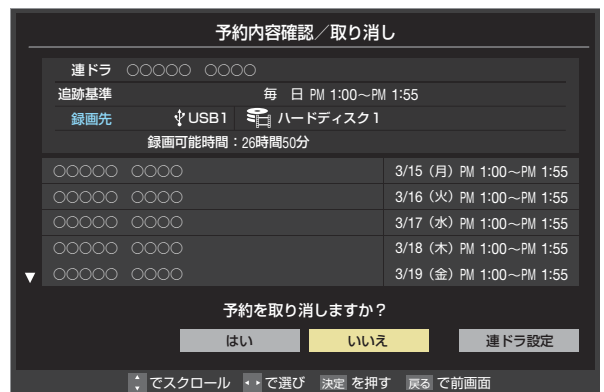 予約内容確認／取り消し
連ドラ ○○○○○ ○○○○
追跡基準 毎 日 PM 1:00～PM 1:55
録画先 USB1 ハードディスク1
録画可能時間：26時間50分
○○○○○ ○○○○ 3/15（月）PM 1:00～PM 1:55
○○○○○ ○○○○ 3/16（火）PM 1:00～PM 1:55
○○○○○ ○○○○ 3/17（水）PM 1:00～PM 1:55
○○○○○ ○○○○ 3/18（木）PM 1:00～PM 1:55
▼ ○○○○○ ○○○○ 3/19（金）PM 1:00～PM 1:55
予約を取り消しますか？
はい いいえ 連ドラ設定
でスクロール で選び 決定 を押す 戻る で前画面